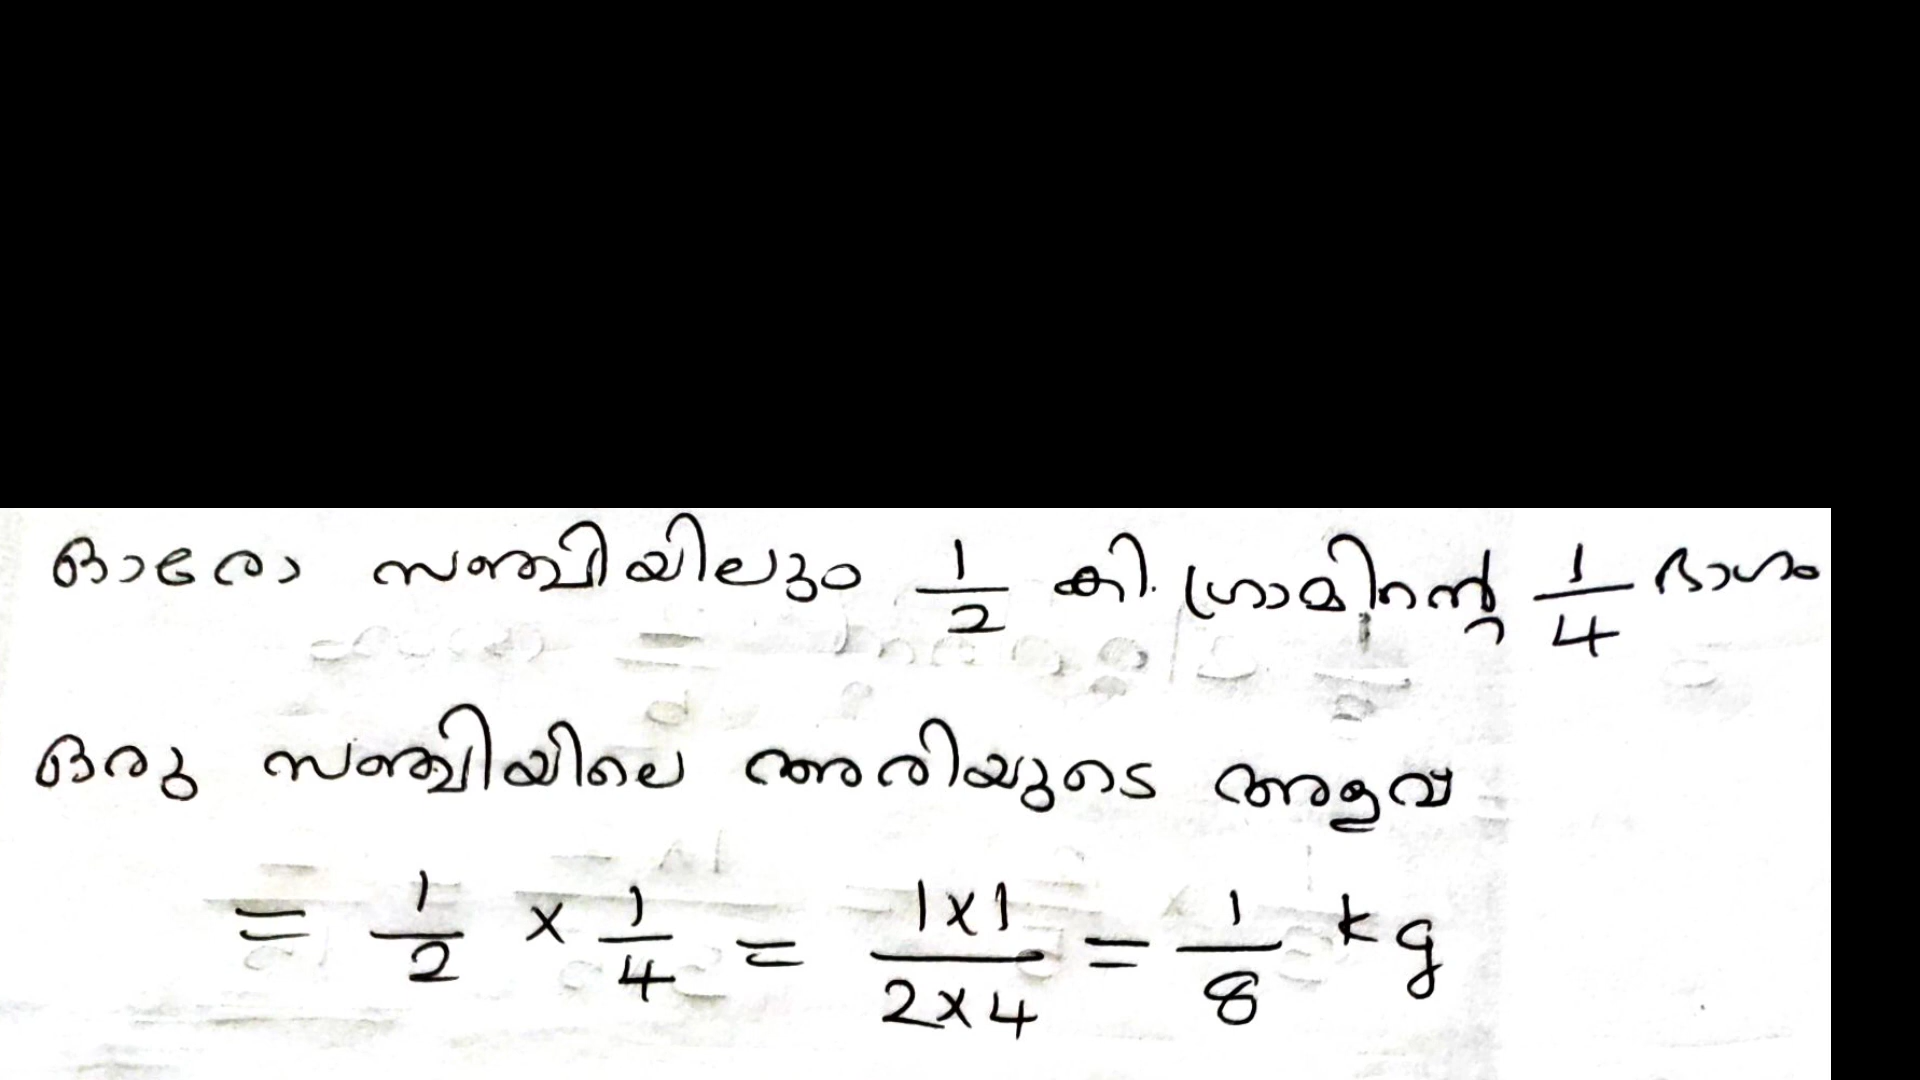 ഓരോ സഞ്ചിയിലും 1/2 കി. ഗ്രാമിന്റെ 1/4 ഭാഗം
ഒരു സഞ്ചിയിലെ അരിയുടെ അളവ്
= 1/2 × 1/4 = 1×1/2×4 = 1/8 kg